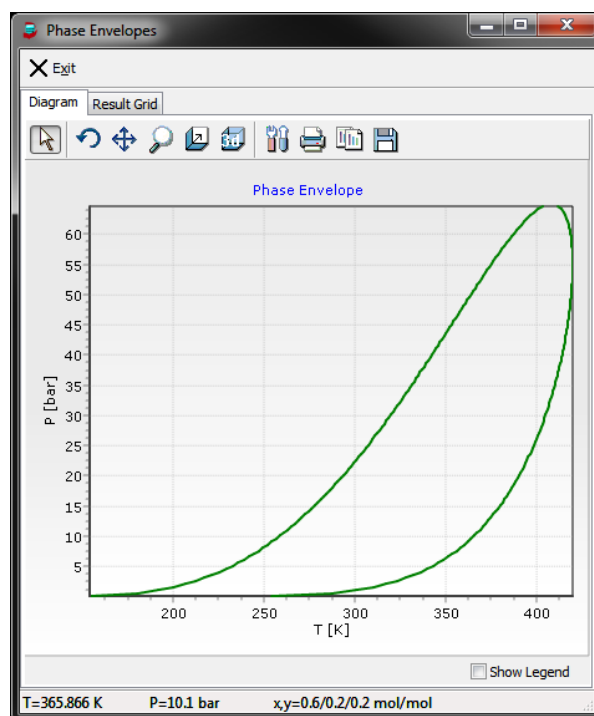 Phase Envelopes
Exit
Diagram Result Grid
Phase Envelope
P [bar]
60
55
50
45
40
35
30
25
20
15
10
5
200 250 300 350 400
T [K]
Show Legend
T=365.866 K P=10.1 bar x,y=0.6/0.2/0.2 mol/mol